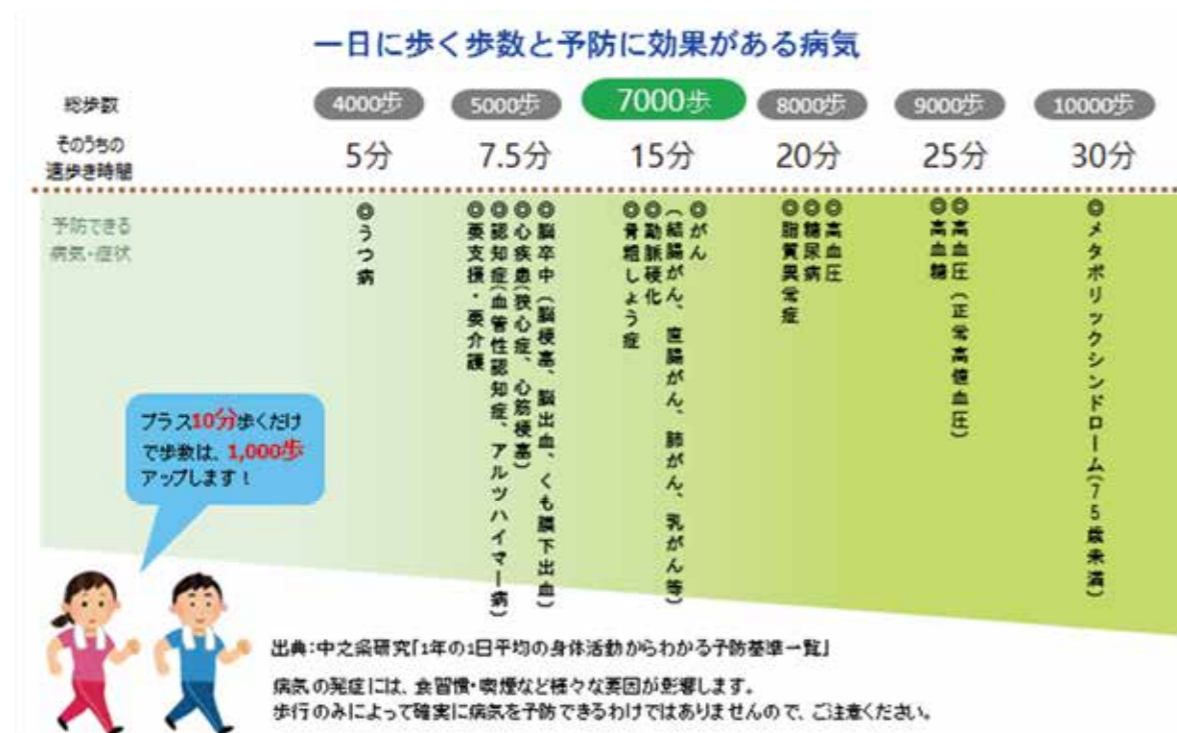 一日に歩く歩数と予防に効果がある病気
総歩数
4000歩
5000歩
7000歩
8000歩
9000歩
10000歩
そのうちの
速歩き時間
5分
7.5分
15分
20分
25分
30分
予防できる
病気・症状
◎うつ病
◎脳卒中（脳梗塞、脳出血、くも膜下出血）
◎心疾患（狭心症、心筋梗塞）
◎認知症（血管性認知症、アルツハイマー病）
◎要支援・要介護
◎がん
（結腸がん、直腸がん、肺がん、乳がん等）
◎動脈硬化
◎骨粗しょう症
◎高血圧
◎糖尿病
◎脂質異常症
◎高血圧（正常高値血圧）
◎高血糖
◎メタボリックシンドローム（75歳未満）
プラス10分歩くだけ
で歩数は、1,000歩
アップします！
出典：中之条研究「1年の1日平均の身体活動からわかる予防基準一覧」
病気の発症には、食習慣・喫煙など様々な要因が影響します。
歩行のみによって確実に病気を予防できるわけではありませんので、ご注意ください。